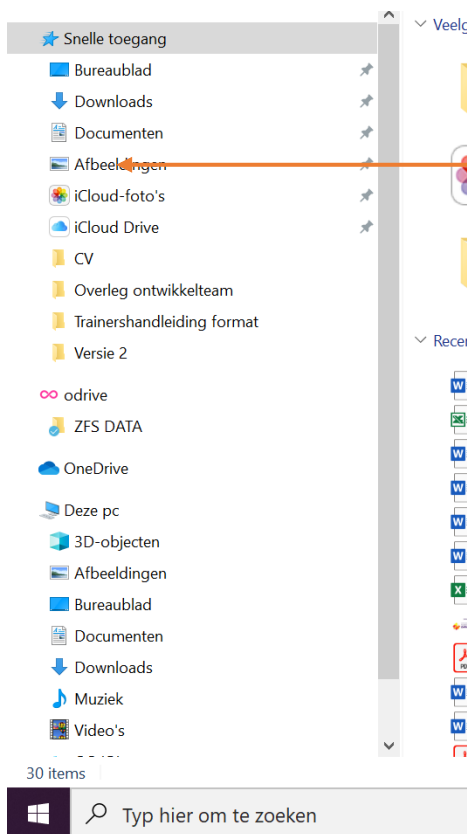 Snelle toegang
Bureaublad
Downloads
Documenten
Afbeeldingen
iCloud-foto's
iCloud Drive
CV
Overleg ontwikkelteam
Trainershandleiding format
Versie 2
odrive
ZFS DATA
OneDrive
Deze pc
3D-objecten
Afbeeldingen
Bureaublad
Documenten
Downloads
Muziek
Video's
30 items
Typ hier om te zoeken